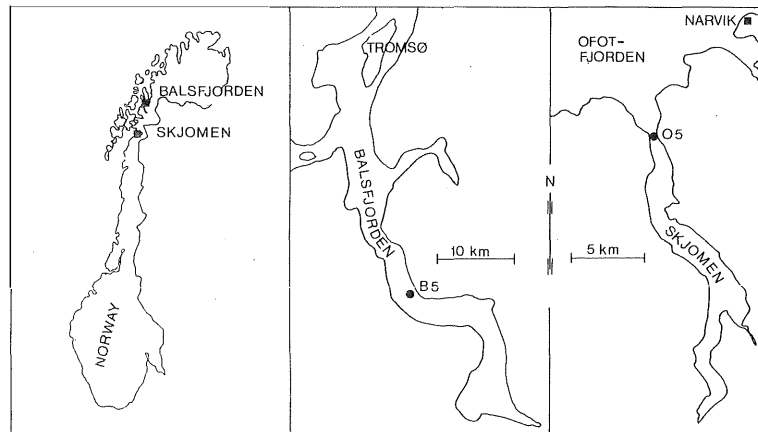 BALSFJORDEN
SKJOMEN
NORWAY
TROMSØ
BALSFJORDEN
10 km
B5
NARVIK
OFOT-
FJORDEN
O5
N
5 km
SKJOMEN